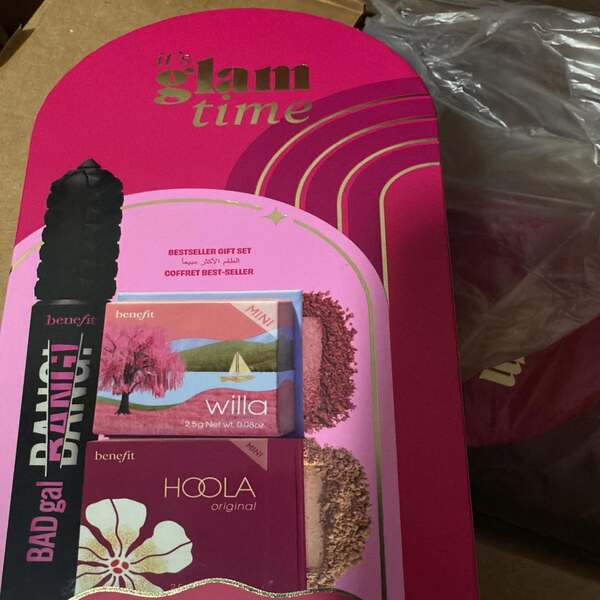 it's
glam
time
BESTSELLER GIFT SET
الطقم الأكثر مبيعاً
COFFRET BEST-SELLER
benefit
MINI
willa
2.5g Net wt. 0.08oz.
benefit
MINI
HOOLA
original
benefit
BADgal BANG!